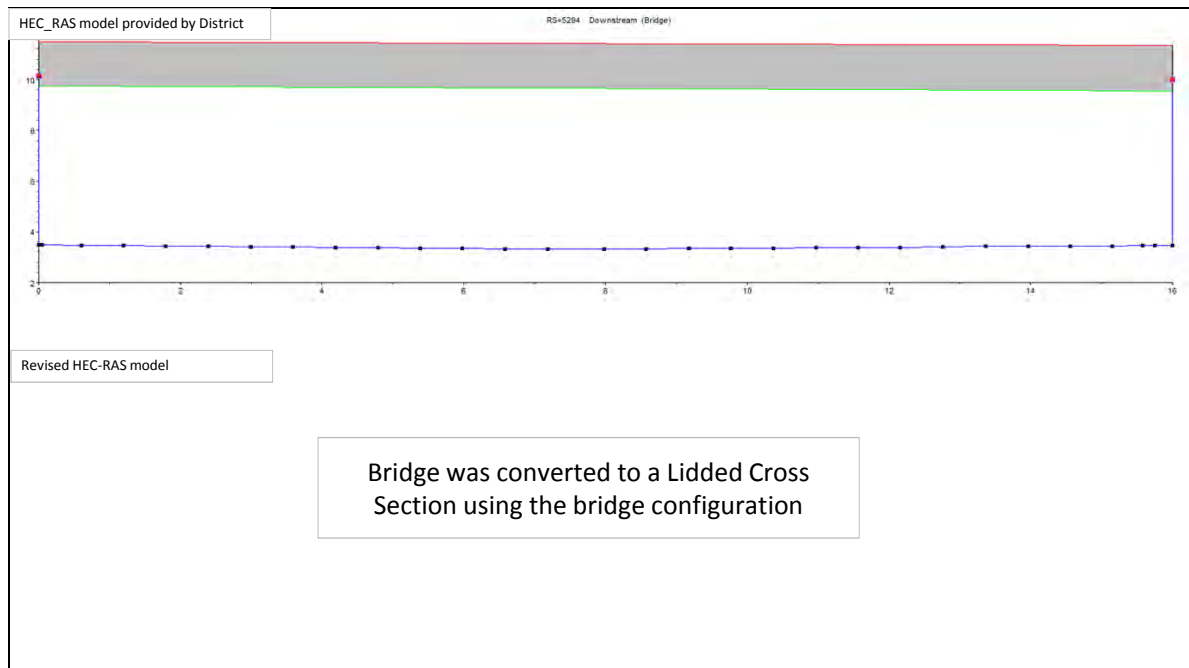 HEC_RAS model provided by District
RS=5284 Downstream (Bridge)
10
8
6
4
2
0 2 4 6 8 10 12 14 16
Revised HEC-RAS model
Bridge was converted to a Lidded Cross
Section using the bridge configuration